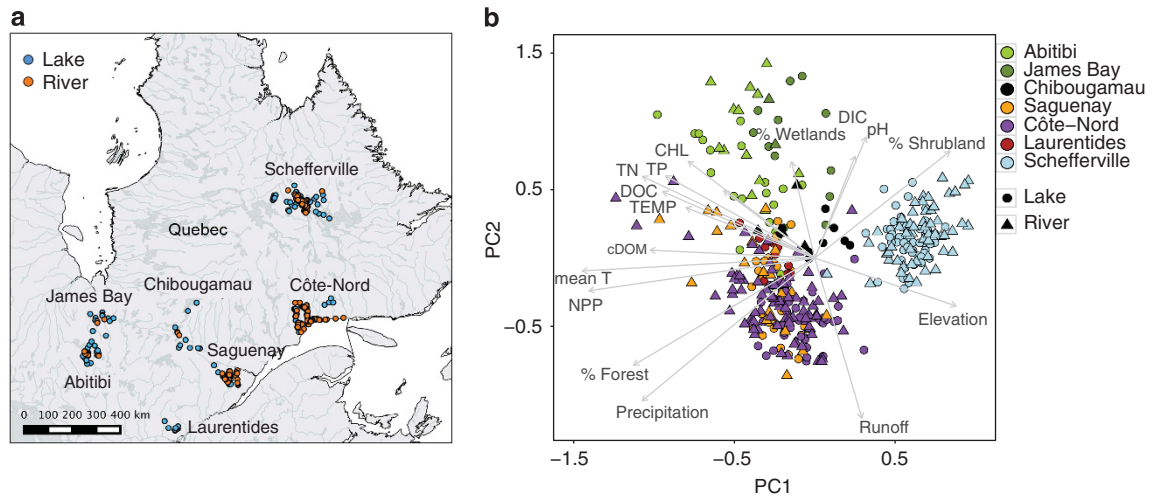 a
Lake
River
Schefferville
Quebec
Chibougamau
Côte-Nord
James Bay
Saguenay
Abitibi
0 100 200 300 400 km
Laurentides
b
1.5
0.5
−0.5
PC2
−1.5
−0.5
0.5
PC1
DIC
pH
% Wetlands
% Shrubland
CHL
TN
TP
DOC
TEMP
cDOM
mean T
NPP
Elevation
% Forest
Precipitation
Runoff
Abitibi
James Bay
Chibougamau
Saguenay
Côte−Nord
Laurentides
Schefferville
Lake
River